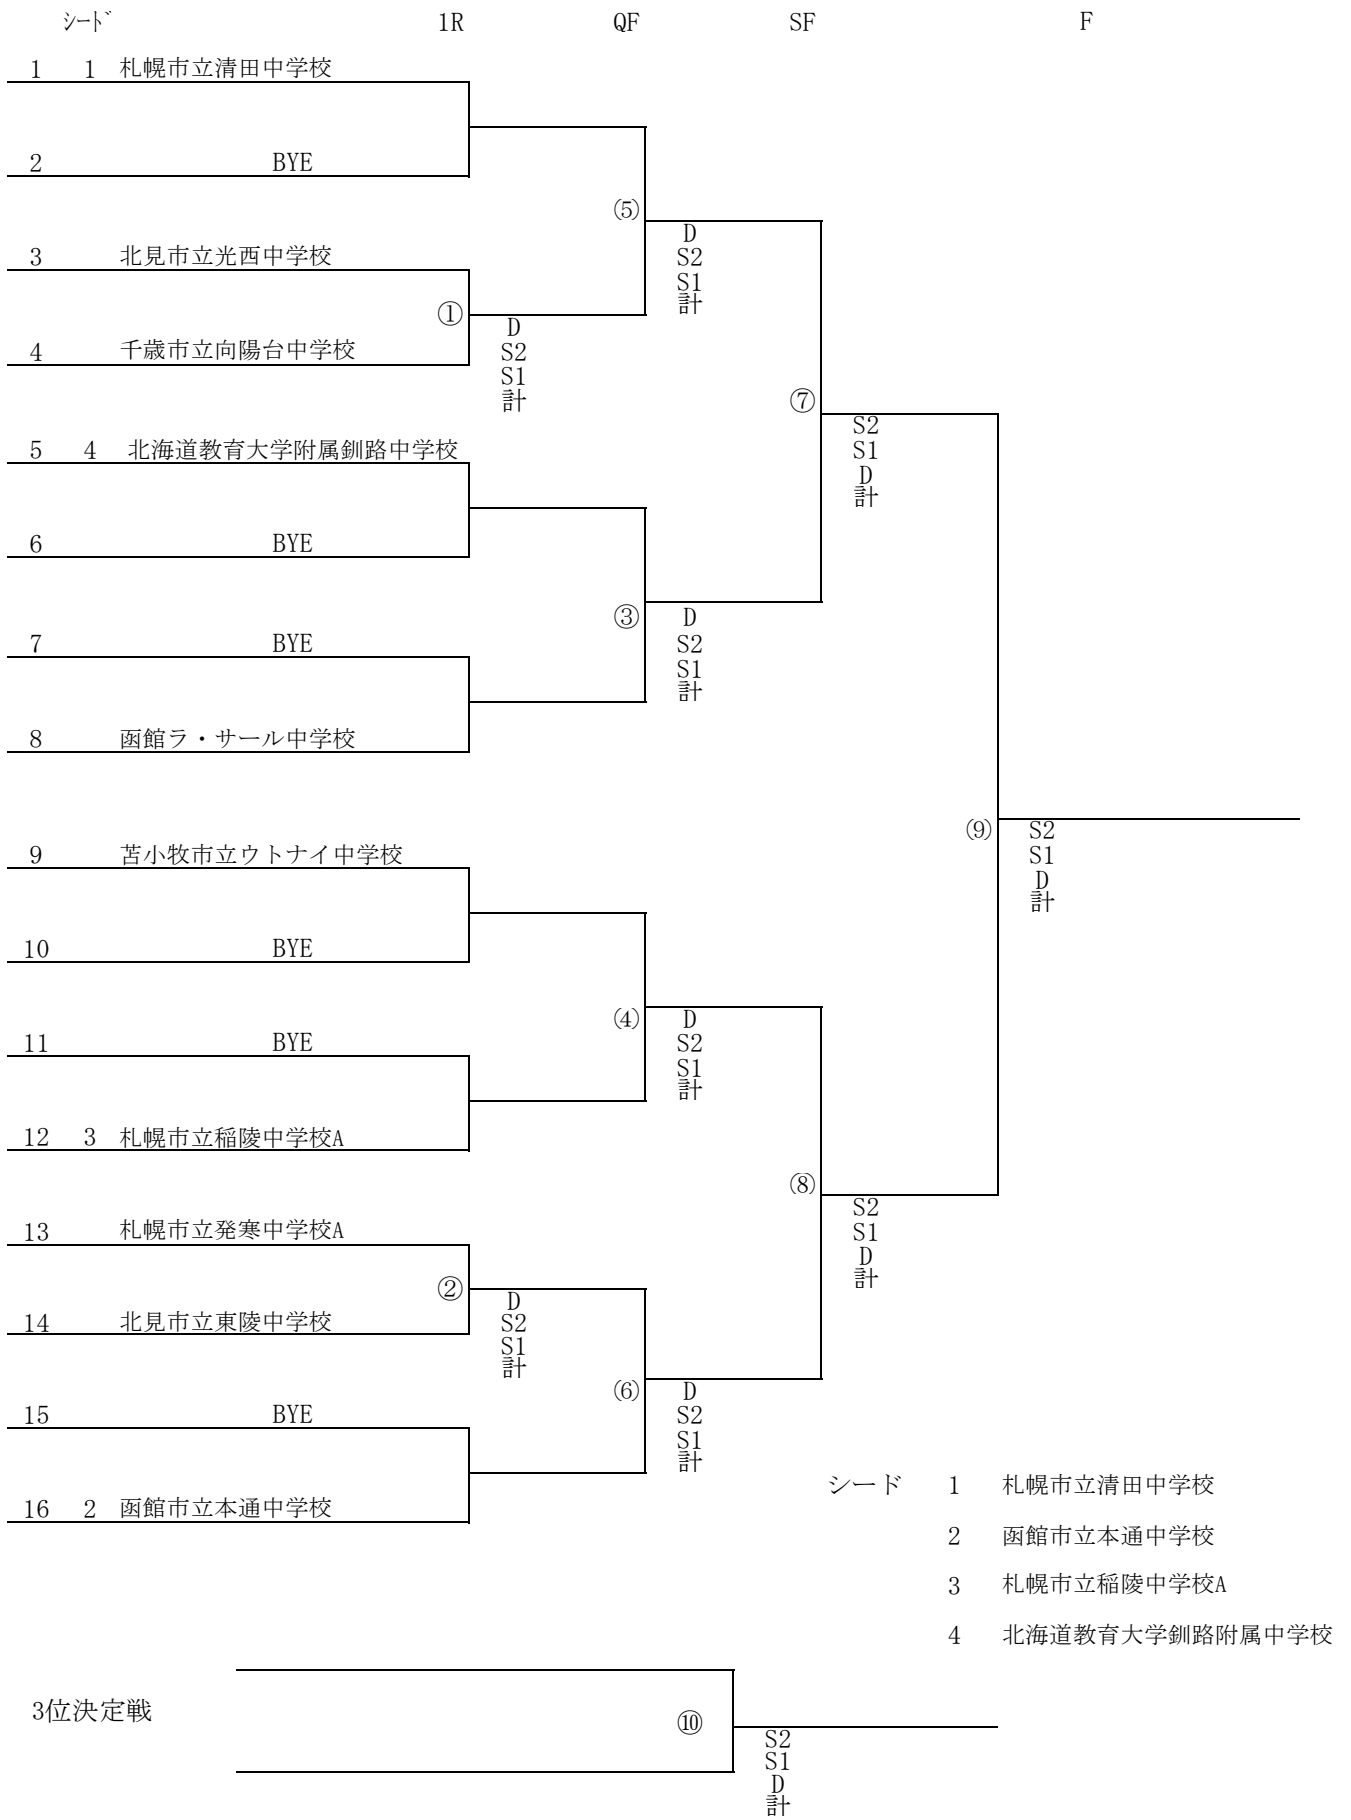 シード 1R QF SF F
1 1 札幌市立清田中学校
2 BYE
⑤
D
S2
S1
計
3 北見市立光西中学校
①
D
S2
S1
計
4 千歳市立向陽台中学校
⑦
S2
S1
D
計
5 4 北海道教育大学附属釧路中学校
6 BYE
③
D
S2
S1
計
7 BYE
8 函館ラ・サール中学校
⑨
S2
S1
D
計
9 苫小牧市立ウトナイ中学校
10 BYE
④
D
S2
S1
計
11 BYE
12 3 札幌市立稲陵中学校A
⑧
S2
S1
D
計
13 札幌市立発寒中学校A
②
D
S2
S1
計
14 北見市立東陵中学校
⑥
D
S2
S1
計
15 BYE
16 2 函館市立本通中学校
シード 1 札幌市立清田中学校
2 函館市立本通中学校
3 札幌市立稲陵中学校A
4 北海道教育大学釧路附属中学校
3位決定戦
⑩
S2
S1
D
計